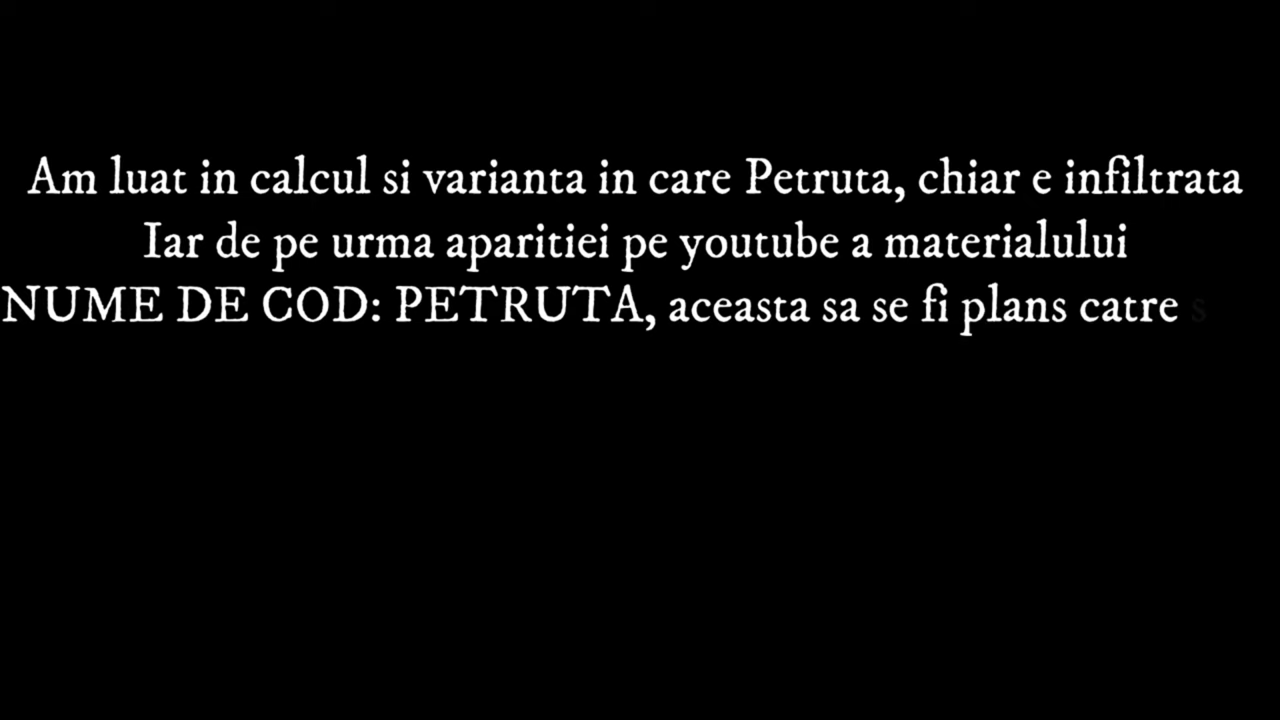 Am luat in calcul si varianta in care Petruta, chiar e infiltrata
Iar de pe urma aparitiei pe youtube a materialului
NUME DE COD: PETRUTA, aceasta sa se fi plans catre